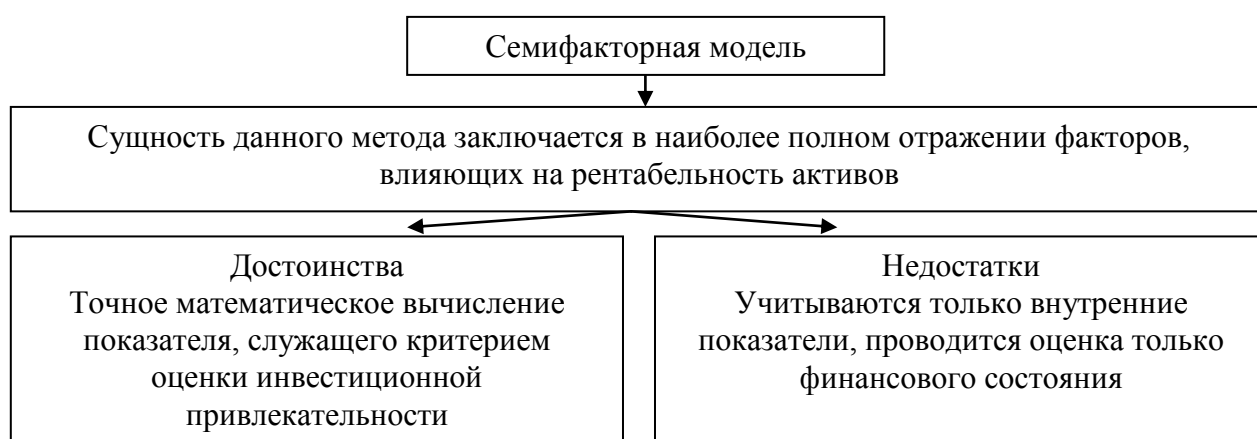 Семифакторная модель
Сущность данного метода заключается в наиболее полном отражении факторов,
влияющих на рентабельность активов
Достоинства
Точное математическое вычисление
показателя, служащего критерием
оценки инвестиционной
привлекательности
Недостатки
Учитываются только внутренние
показатели, проводится оценка только
финансового состояния